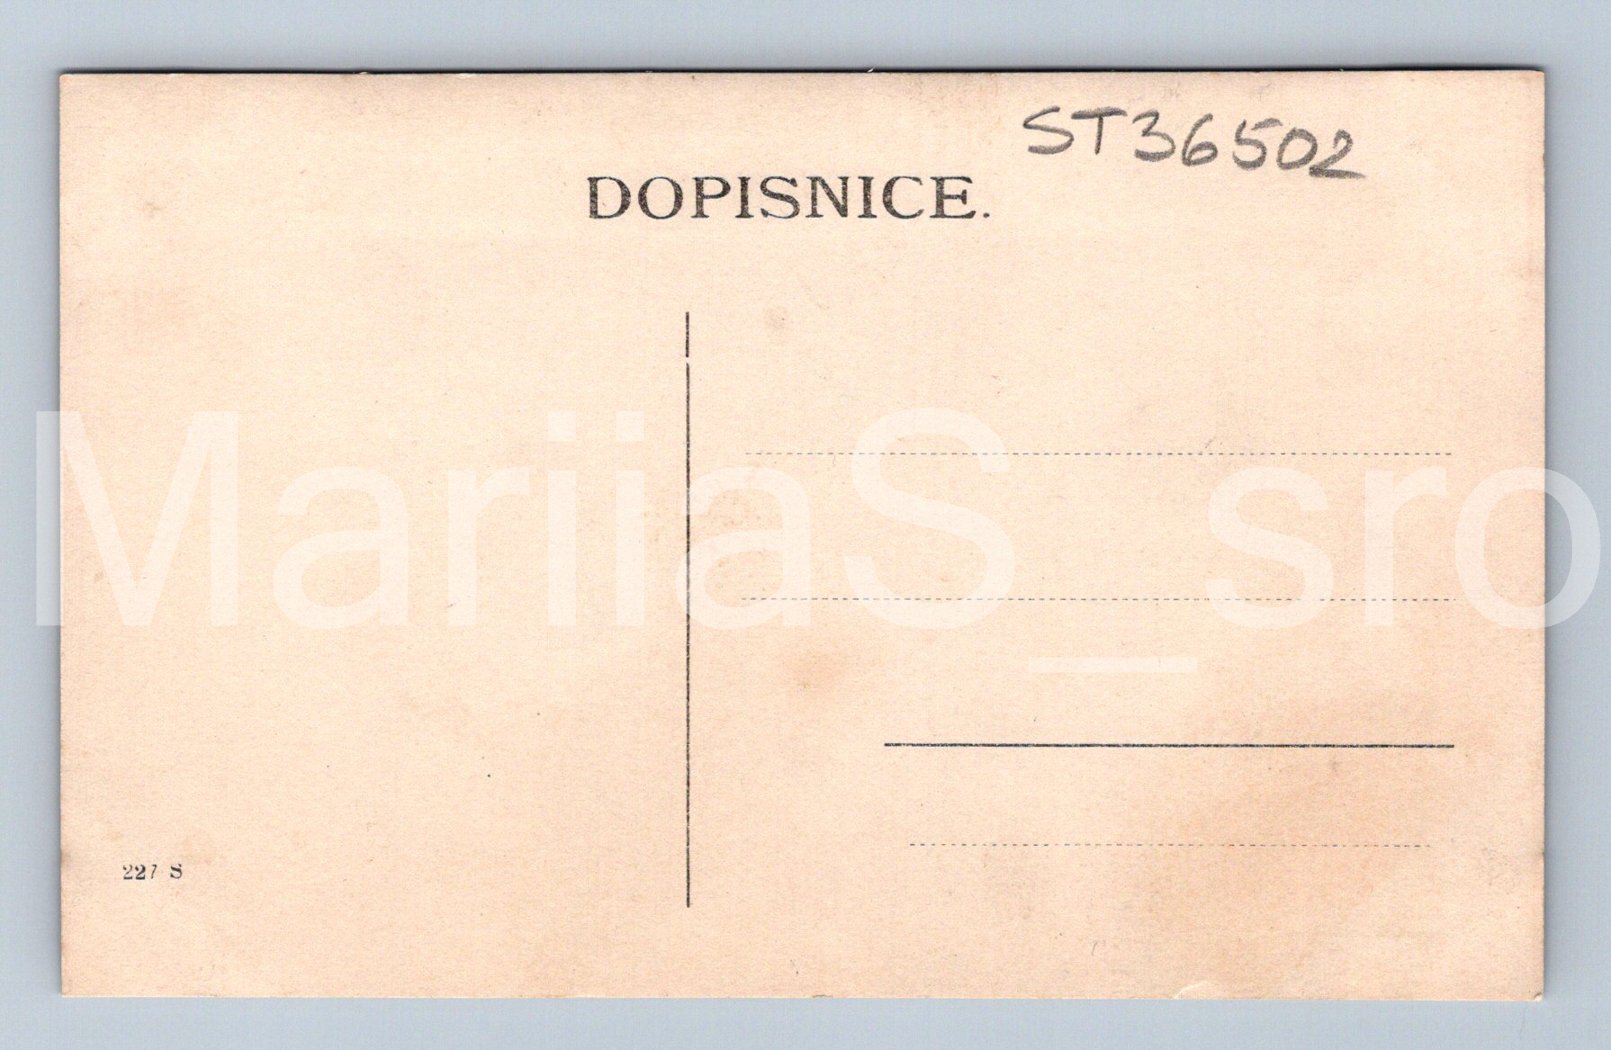 ST36502
DOPISNICE.
MariiaS_sro
227 S